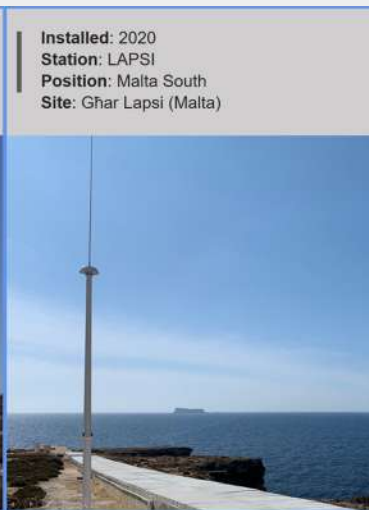 Installed: 2020
Station: LAPSI
Position: Malta South
Site: Għar Lapsi (Malta)